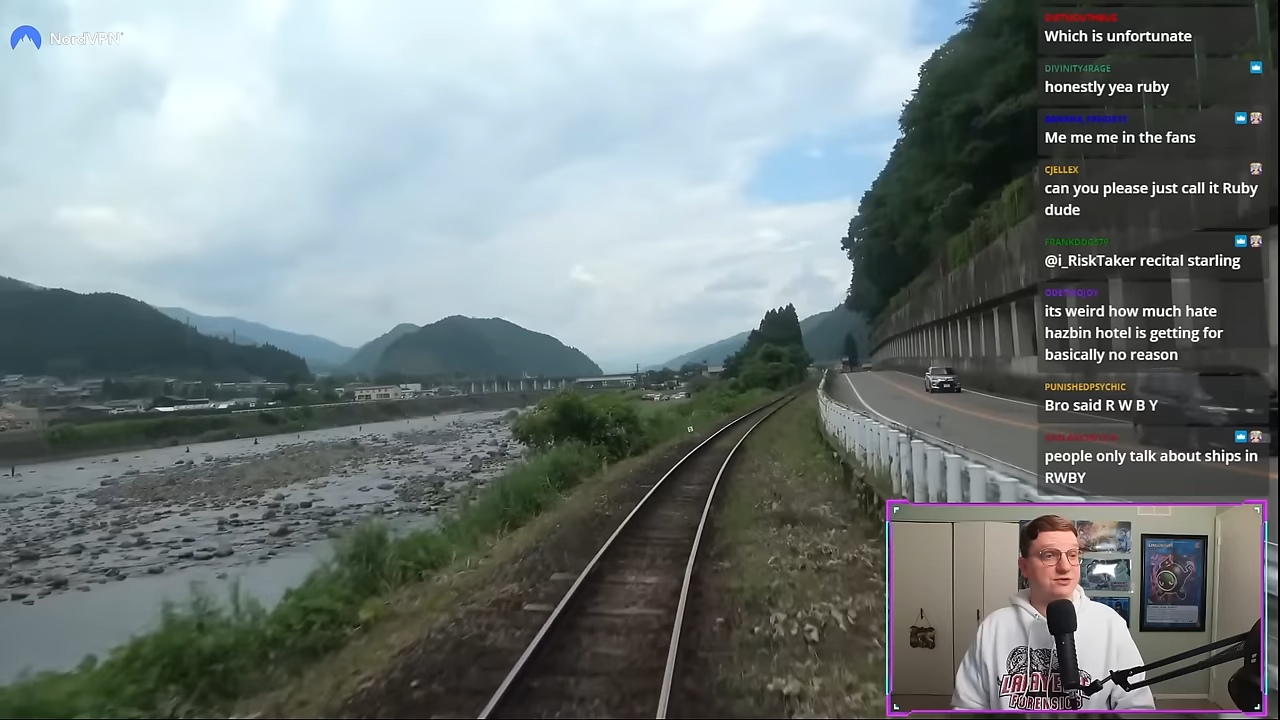 NordVPN
Which is unfortunate
DIVINITY4RAGE
honestly yea ruby
Me me me in the fans
CJELLEX
can you please just call it Ruby
dude
FRANKDOG579
@i_RiskTaker recital starling
its weird how much hate
hazbin hotel is getting for
basically no reason
PUNISHEDPSYCHIC
Bro said R W B Y
people only talk about ships in
RWBY
FORENSICS